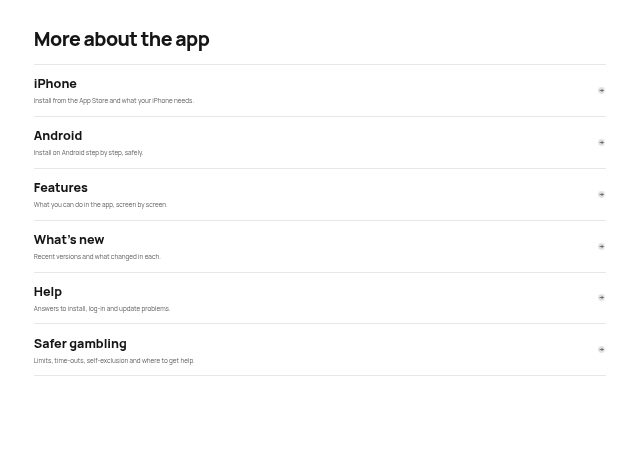 More about the app
iPhone
Install from the App Store and what your iPhone needs.
Android
Install on Android step by step, safely.
Features
What you can do in the app, screen by screen.
What's new
Recent versions and what changed in each.
Help
Answers to install, log-in and update problems.
Safer gambling
Limits, time-outs, self-exclusion and where to get help.